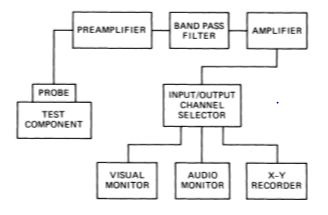 PREAMPLIFIER
BAND PASS
FILTER
AMPLIFIER
PROBE
TEST
COMPONENT
INPUT/OUTPUT
CHANNEL
SELECTOR
VISUAL
MONITOR
AUDIO
MONITOR
X-Y
RECORDER